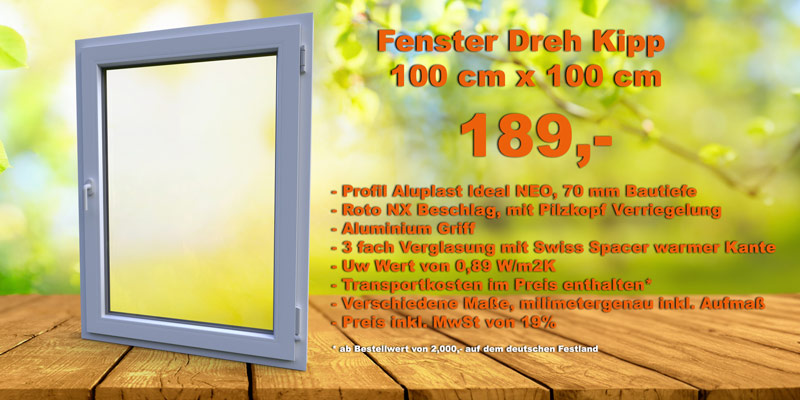 Fenster Dreh Kipp
100 cm x 100 cm
189,-
- Profil Aluplast Ideal NEO, 70 mm Bautiefe
- Roto NX Beschlag, mit Pilzkopf Verriegelung
- Aluminium Griff
- 3 fach Verglasung mit Swiss Spacer warmer Kante
- Uw Wert von 0,89 W/m2K
- Transportkosten im Preis enthalten*
- Verschiedene Maße, milimetergenau inkl. Aufmaß
- Preis inkl. MwSt von 19%
* ab Bestellwert von 2,000,- auf dem deutschen Festland